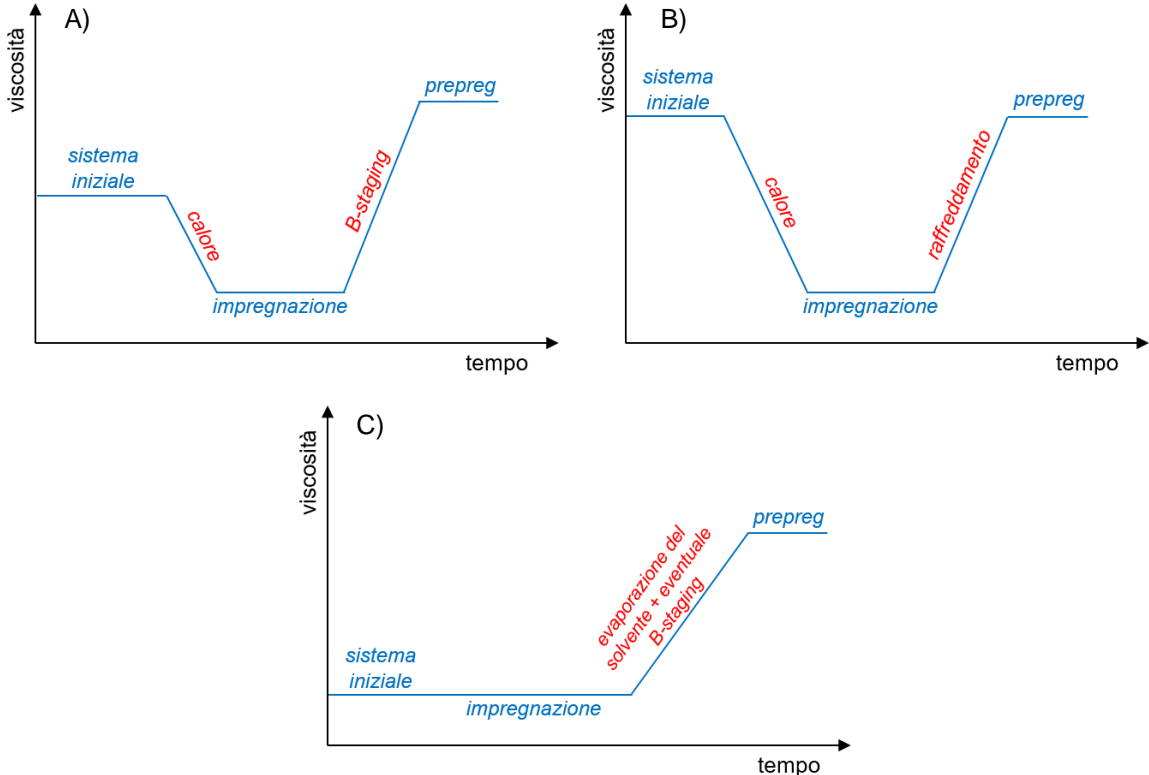 A)
viscosità
sistema
iniziale
calore
impregnazione
B-staging
prepreg
tempo
B)
viscosità
sistema
iniziale
calore
impregnazione
raffreddamento
prepreg
tempo
C)
viscosità
sistema
iniziale
impregnazione
evaporazione del
solvente + eventuale
B-staging
prepreg
tempo